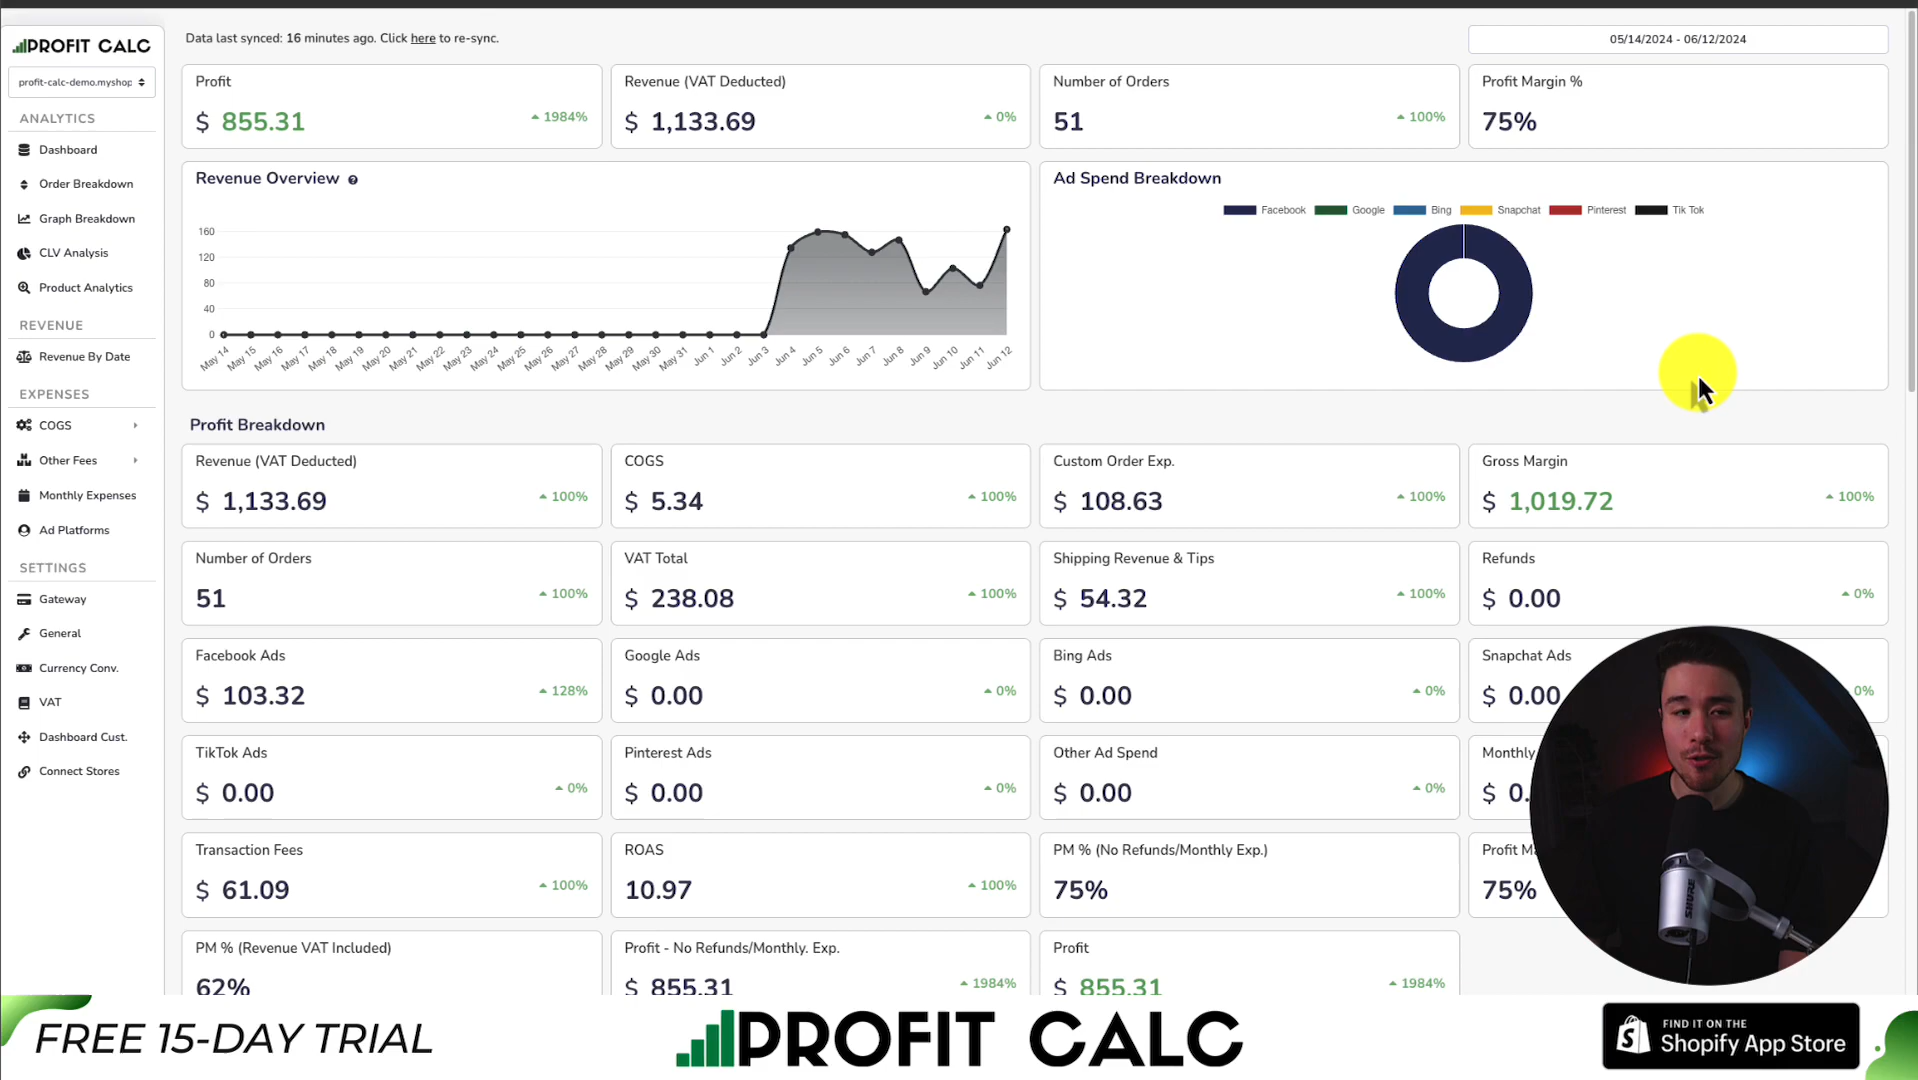 PROFIT CALC
profit-calc-demo.myshop
ANALYTICS
Dashboard
Order Breakdown
Graph Breakdown
CLV Analysis
Product Analytics
REVENUE
Revenue By Date
EXPENSES
COGS
Other Fees
Monthly Expenses
Ad Platforms
SETTINGS
Gateway
General
Currency Conv.
VAT
Dashboard Cust.
Connect Stores
Data last synced: 16 minutes ago. Click here to re-sync.
05/14/2024 - 06/12/2024
Profit
$ 855.31
1984%
Revenue (VAT Deducted)
$ 1,133.69
0%
Number of Orders
51
100%
Profit Margin %
75%
Revenue Overview
160
120
80
40
0
May 14 May 15 May 16 May 17 May 18 May 19 May 20 May 21 May 22 May 23 May 24 May 25 May 26 May 27 May 28 May 29 May 30 May 31 Jun 1 Jun 2 Jun 3 Jun 4 Jun 5 Jun 6 Jun 7 Jun 8 Jun 9 Jun 10 Jun 11 Jun 12
Ad Spend Breakdown
Facebook Google Bing Snapchat Pinterest Tik Tok
Profit Breakdown
Revenue (VAT Deducted)
$ 1,133.69
100%
COGS
$ 5.34
100%
Custom Order Exp.
$ 108.63
100%
Gross Margin
$ 1,019.72
100%
Number of Orders
51
100%
VAT Total
$ 238.08
100%
Shipping Revenue & Tips
$ 54.32
100%
Refunds
$ 0.00
0%
Facebook Ads
$ 103.32
128%
Google Ads
$ 0.00
0%
Bing Ads
$ 0.00
0%
Snapchat Ads
$ 0.00
0%
TikTok Ads
$ 0.00
0%
Pinterest Ads
$ 0.00
0%
Other Ad Spend
$ 0.00
0%
Monthly
$ 0.
Transaction Fees
$ 61.09
100%
ROAS
10.97
100%
PM % (No Refunds/Monthly Exp.)
75%
Profit Ma
75%
PM % (Revenue VAT Included)
62%
Profit - No Refunds/Monthly. Exp.
$ 855.31
1984%
Profit
$ 855.31
1984%
SHURE
FREE 15-DAY TRIAL
PROFIT CALC
FIND IT ON THE
Shopify App Store